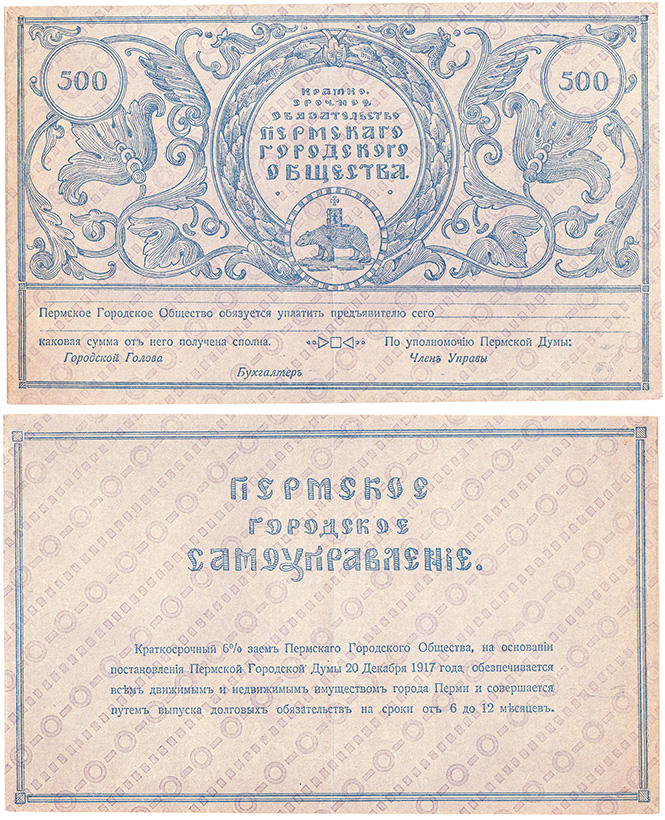 500
500
КРАТКО-
СРОЧНОЕ
ОБЯЗАТЕЛЬСТВО
ПЕРМСКАГО
ГОРОДСКОГО
ОБЩЕСТВА.
Пермское Городское Общество обязуется уплатить предъявителю сего
каковая сумма отъ него получена сполна.
По уполномочію Пермской Думы:
Городской Голова
Членъ Управы
Бухгалтеръ
ПЕРМСКОЕ
ГОРОДСКОЕ
САМОУПРАВЛЕНІЕ.
Краткосрочный 6% заемъ Пермскаго Городского Общества, на основаніи
постановленія Пермской Городской Думы 20 Декабря 1917 года, обезпечивается
всѣмъ движимымъ и недвижимымъ имуществомъ города Перми и совершается
путемъ выпуска долговыхъ обязательствъ на сроки отъ 6 до 12 мѣсяцевъ.